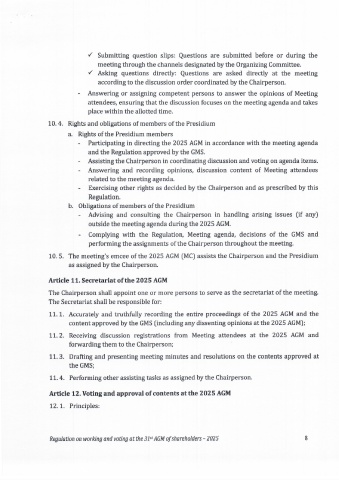 ✓ Submitting question slips: Questions are submitted before or during the
meeting through the channels designated by the Organizing Committee.
✓ Asking questions directly: Questions are asked directly at the meeting
according to the discussion order coordinated by the Chairperson.
- Answering or assigning competent persons to answer the opinions of Meeting
attendees, ensuring that the discussion focuses on the meeting agenda and takes
place within the allotted time.
10. 4. Rights and obligations of members of the Presidium
a. Rights of the Presidium members
- Participating in directing the 2025 AGM in accordance with the meeting agenda
and the Regulation approved by the GMS.
- Assisting the Chairperson in coordinating discussion and voting on agenda items.
- Answering and recording opinions, discussion content of Meeting attendees
related to the meeting agenda.
- Exercising other rights as decided by the Chairperson and as prescribed by this
Regulation.
b. Obligations of members of the Presidium
- Advising and consulting the Chairperson in handling arising issues (if any)
outside the meeting agenda during the 2025 AGM.
- Complying with the Regulation, Meeting agenda, decisions of the GMS and
performing the assignments of the Chairperson throughout the meeting.
10. 5. The meeting's emcee of the 2025 AGM (MC) assists the Chairperson and the Presidium
as assigned by the Chairperson.
Article 11. Secretariat of the 2025 AGM
The Chairperson shall appoint one or more persons to serve as the secretariat of the meeting.
The Secretariat shall be responsible for:
11. 1. Accurately and truthfully recording the entire proceedings of the 2025 AGM and the
content approved by the GMS (including any dissenting opinions at the 2025 AGM);
11. 2. Receiving discussion registrations from Meeting attendees at the 2025 AGM and
forwarding them to the Chairperson;
11. 3. Drafting and presenting meeting minutes and resolutions on the contents approved at
the GMS;
11. 4. Performing other assisting tasks as assigned by the Chairperson.
Article 12. Voting and approval of contents at the 2025 AGM
12. 1. Principles:
Regulation on working and voting at the 31st AGM of shareholders – 2025 8